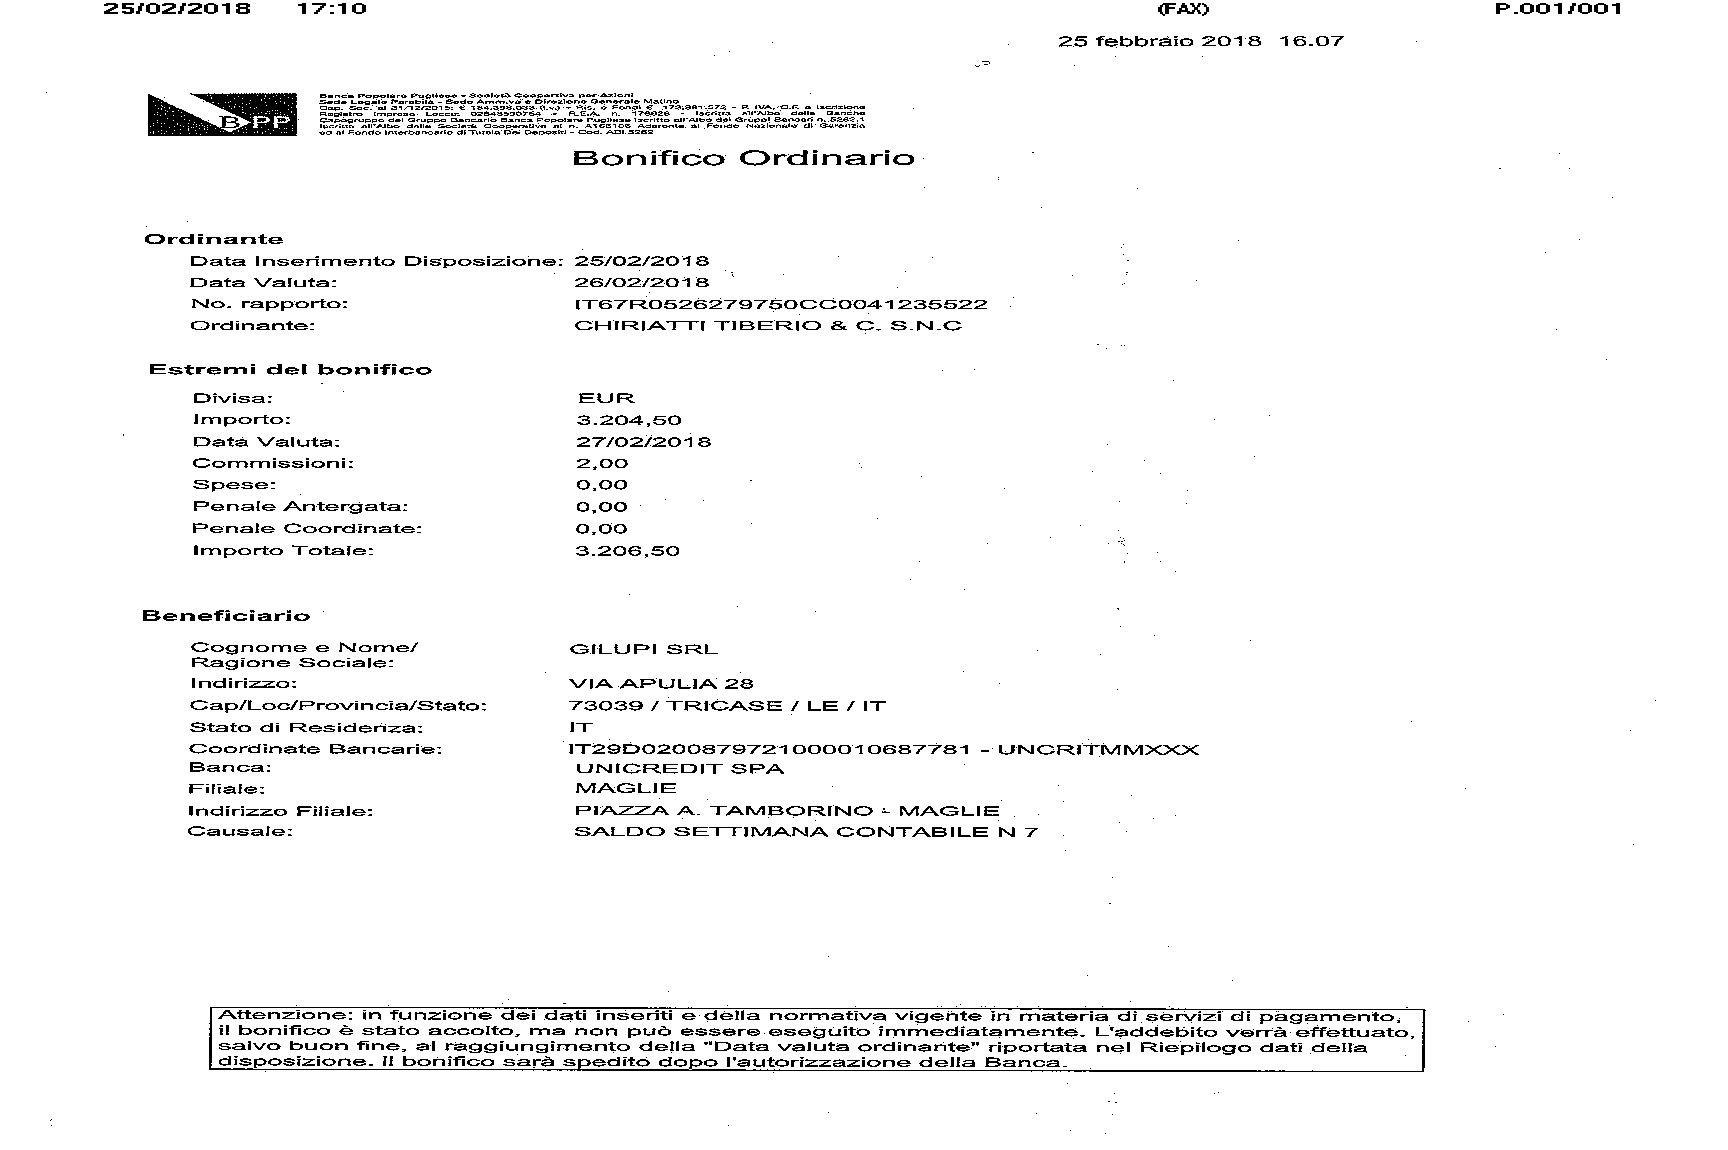 25/02/2018 17:10 (FAX) P.001/001
25 febbraio 2018 16.07
BPP
Banca Popolare Pugliese - Società Cooperativa per Azioni
Sede Legale Parabita - Sede Amm.va e Direzione Generale Matino
Cap. Soc. al 31/12/2015: € - Ris. e Fondi € - P. IVA, C.F. e Iscrizione
Registro Imprese Lecce: - R.E.A. n. - Iscritta all'Albo delle Banche
Capogruppo del Gruppo Bancario Banca Popolare Pugliese iscritto all'Albo dei Gruppi Bancari n. 5262.1
Iscritto all'Albo delle Società Cooperative al n. Aderente al Fondo Nazionale di Garanzia
ed al Fondo Interbancario di Tutela Dei Depositi - Cod. ABI.5262
Bonifico Ordinario
Ordinante
Data Inserimento Disposizione: 25/02/2018
Data Valuta: 26/02/2018
No. rapporto: IT67R0526279750CC0041235522
Ordinante: CHIRIATTI TIBERIO & C. S.N.C
Estremi del bonifico
Divisa: EUR
Importo: 3.204,50
Data Valuta: 27/02/2018
Commissioni: 2,00
Spese: 0,00
Penale Antergata: 0,00
Penale Coordinate: 0,00
Importo Totale: 3.206,50
Beneficiario
Cognome e Nome/ GILUPI SRL
Ragione Sociale:
Indirizzo: VIA APULIA 28
Cap/Loc/Provincia/Stato: 73039 / TRICASE / LE / IT
Stato di Residenza: IT
Coordinate Bancarie: IT29D0200879721000010687781 - UNCRITMMXXX
Banca: UNICREDIT SPA
Filiale: MAGLIE
Indirizzo Filiale: PIAZZA A. TAMBORINO - MAGLIE
Causale: SALDO SETTIMANA CONTABILE N 7
Attenzione: in funzione dei dati inseriti e della normativa vigente in materia di servizi di pagamento,
il bonifico è stato accolto, ma non può essere eseguito immediatamente. L'addebito verrà effettuato,
salvo buon fine, al raggiungimento della "Data valuta ordinante" riportata nel Riepilogo dati della
disposizione. Il bonifico sarà spedito dopo l'autorizzazione della Banca.